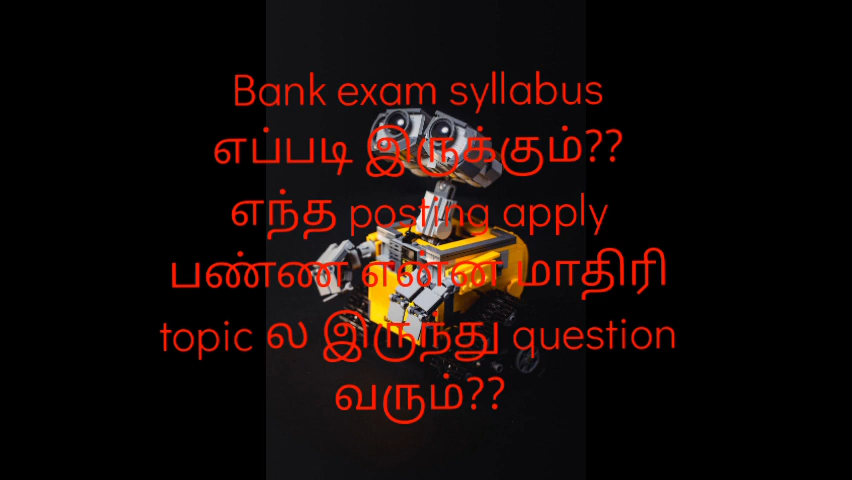 Bank exam syllabus
எப்படி இருக்கும்??
எந்த posting apply
பண்ண என்ன மாதிரி
topic ல இருந்து question
வரும்??